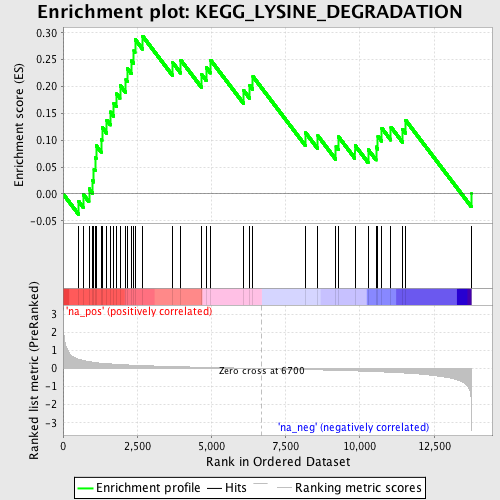 Enrichment plot: KEGG_LYSINE_DEGRADATION
Enrichment score (ES)
0.30
0.25
0.20
0.15
0.10
0.05
0.00
-0.05
'na_pos' (positively correlated)
Ranked list metric (PreRanked)
3
2
1
0
-1
-2
-3
Zero cross at 6700
'na_neg' (negatively correlated)
0
2,500
5,000
7,500
10,000
12,500
Rank in Ordered Dataset
Enrichment profile
Hits
Ranking metric scores